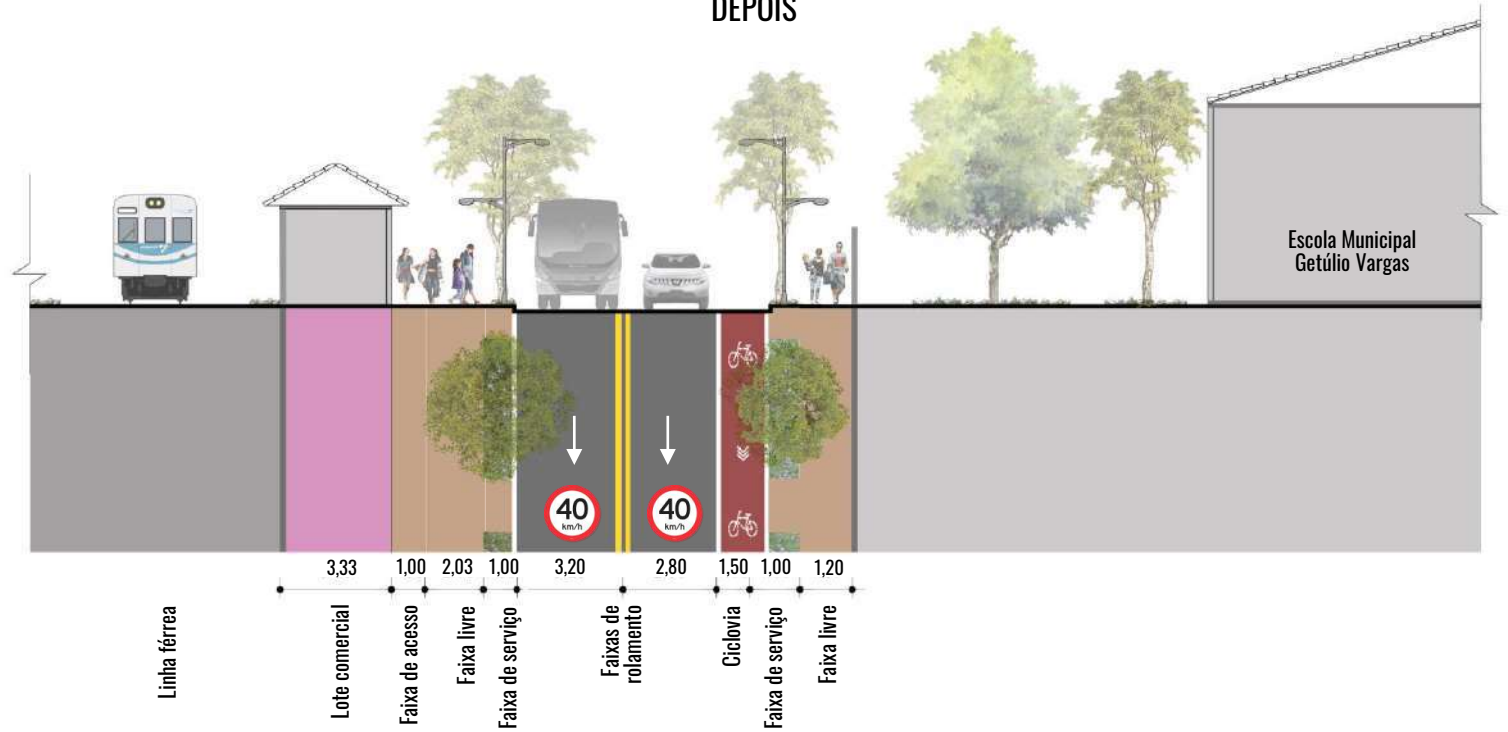 DEPOIS
Escola Municipal
Getúlio Vargas
40
km/h
40
km/h
3,33
1,00
2,03
1,00
3,20
2,80
1,50
1,00
1,20
Linha férrea
Lote comercial
Faixa de acesso
Faixa livre
Faixa de serviço
Faixas de
rolamento
Ciclovia
Faixa de serviço
Faixa livre